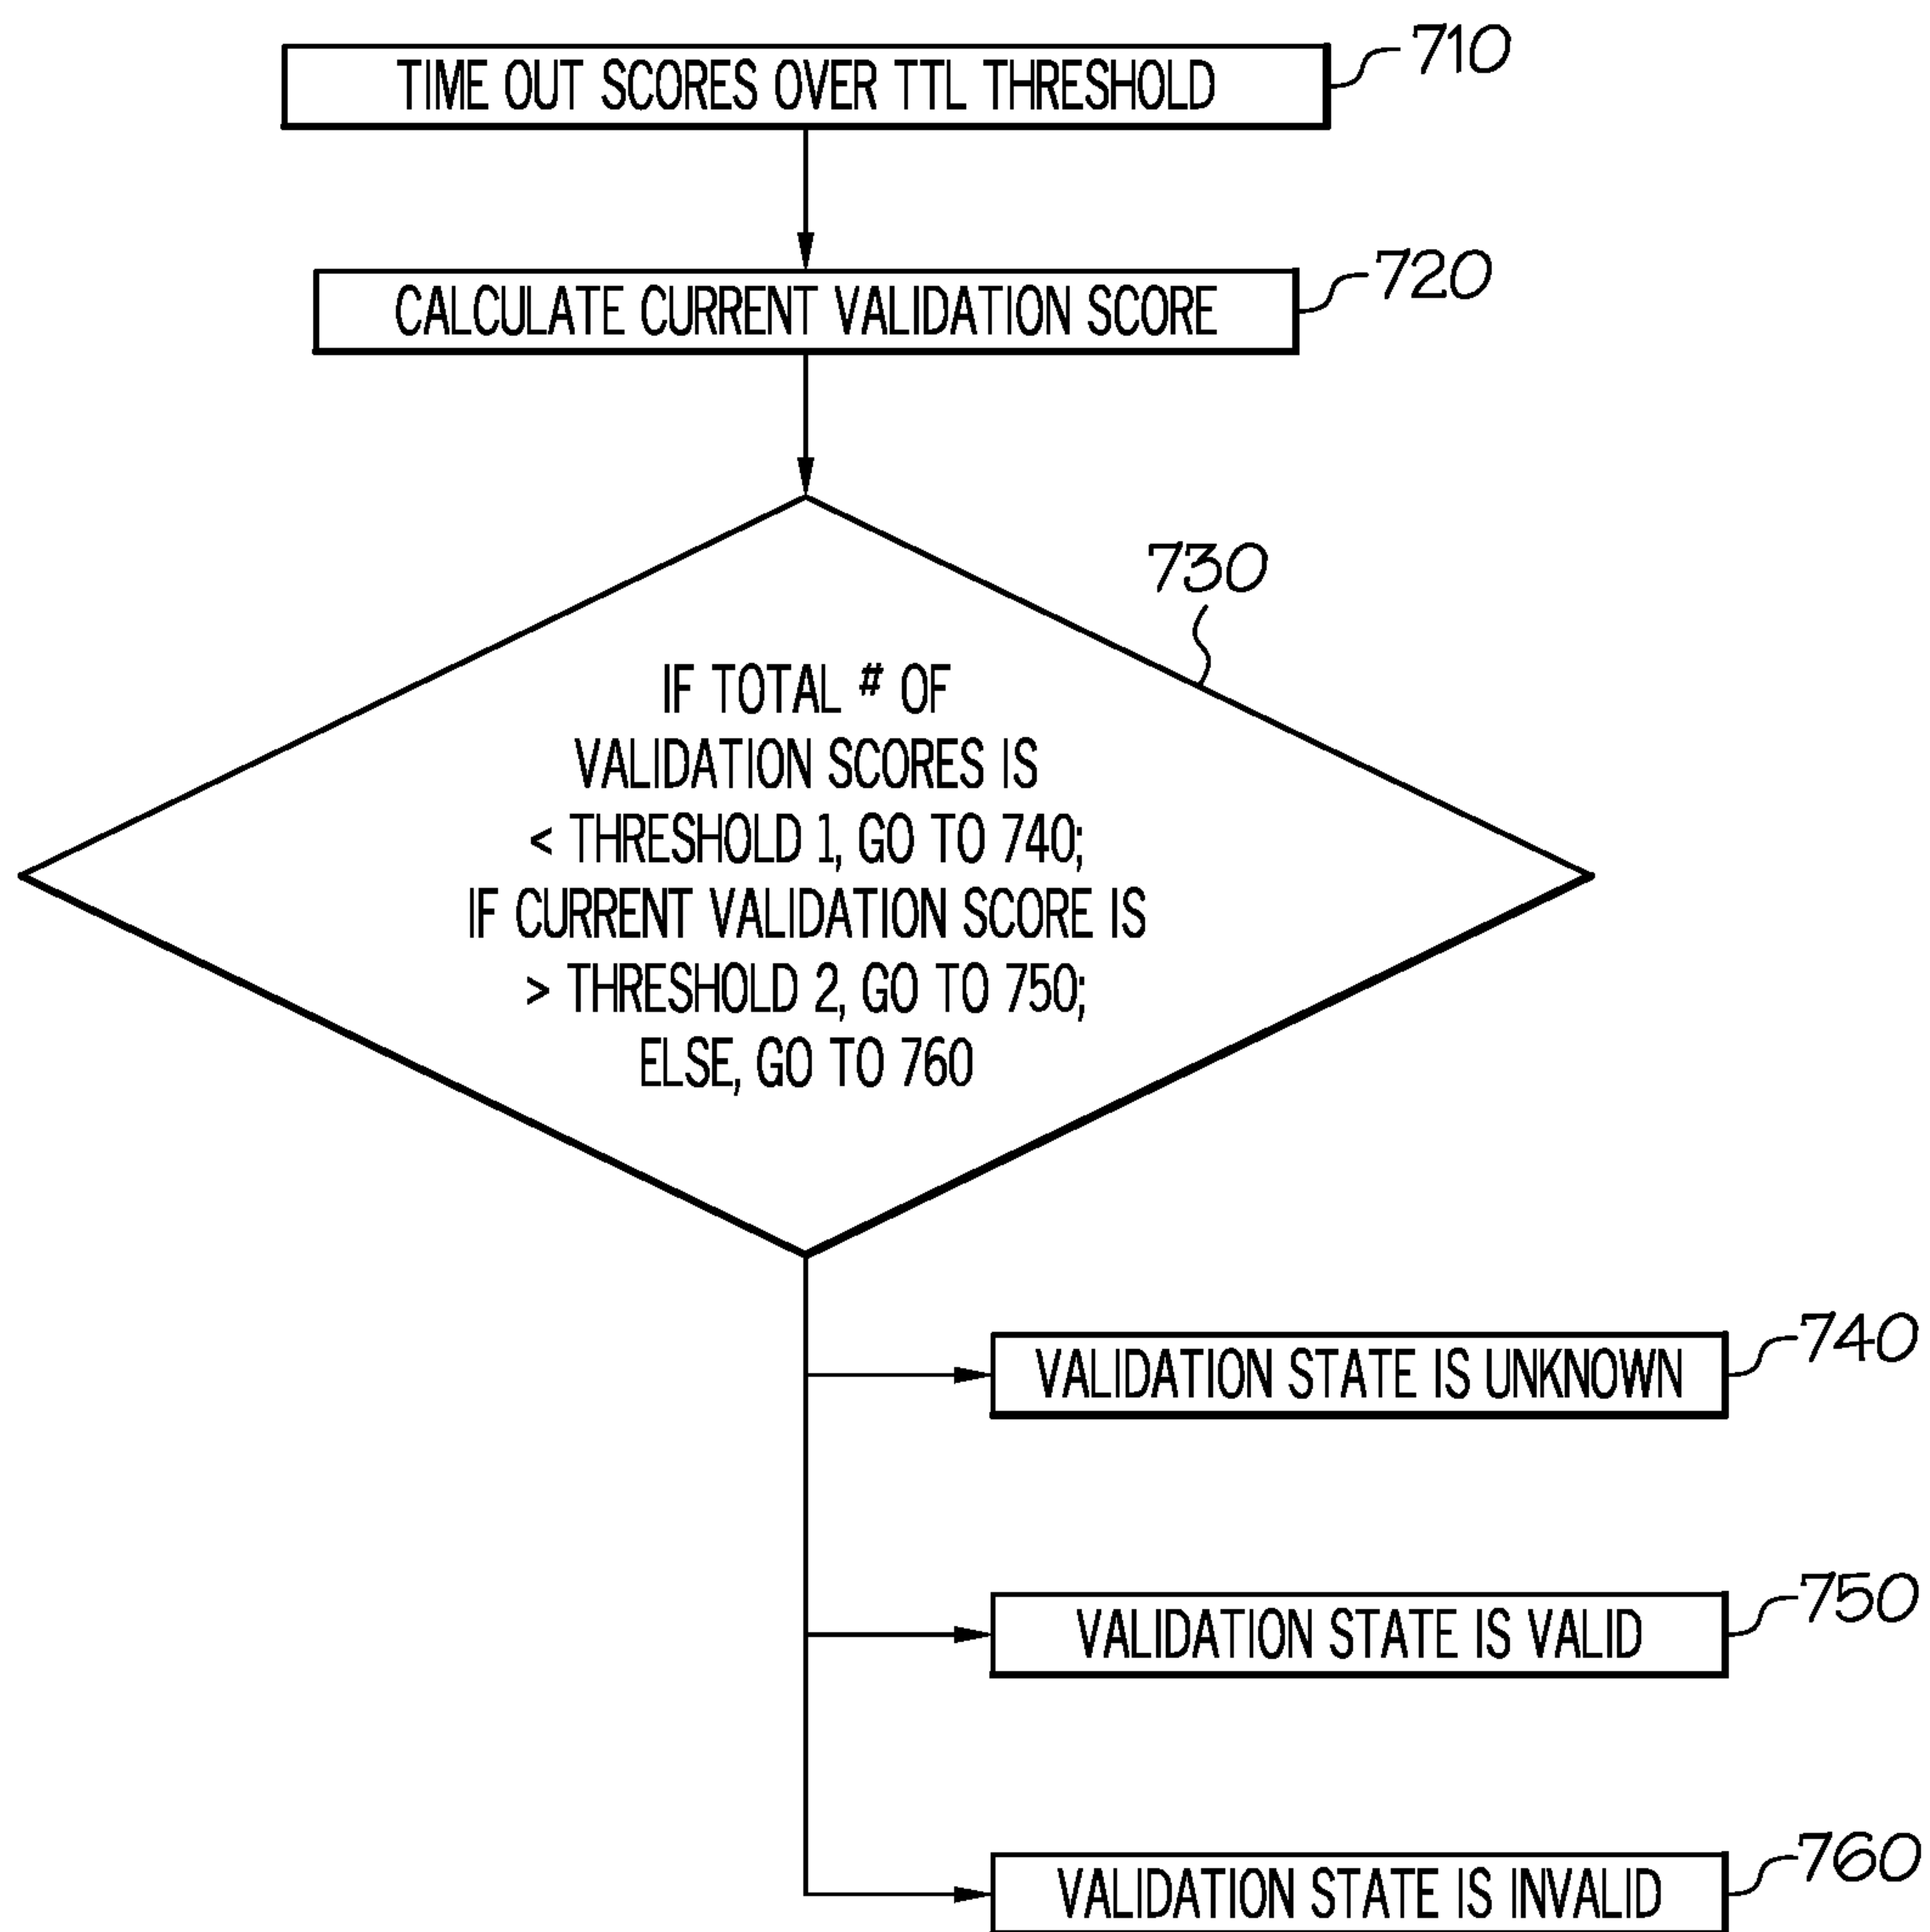 TIME OUT SCORES OVER TTL THRESHOLD
710
CALCULATE CURRENT VALIDATION SCORE
720
730
IF TOTAL # OF
VALIDATION SCORES IS
< THRESHOLD 1, GO TO 740;
IF CURRENT VALIDATION SCORE IS
> THRESHOLD 2, GO TO 750;
ELSE, GO TO 760
VALIDATION STATE IS UNKNOWN
740
VALIDATION STATE IS VALID
750
VALIDATION STATE IS INVALID
760